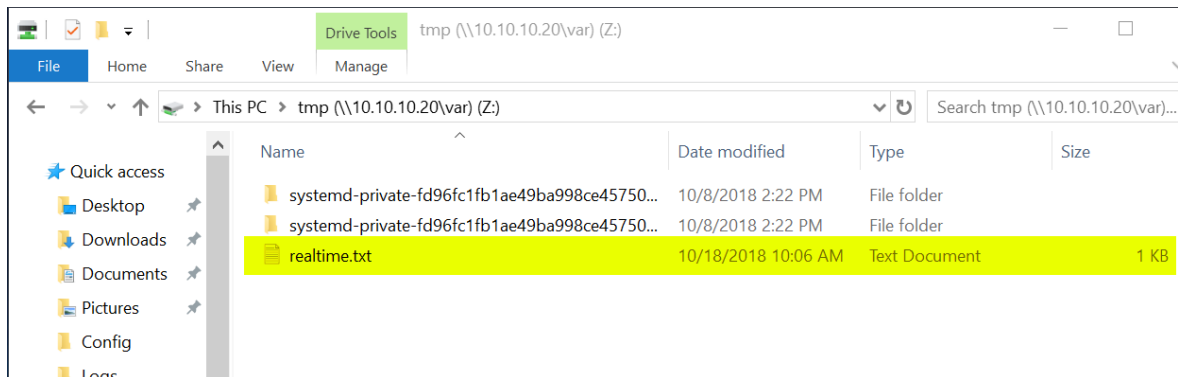 Drive Tools tmp (\\10.10.10.20\var) (Z:)
File Home Share View Manage
This PC > tmp (\\10.10.10.20\var) (Z:) Search tmp (\\10.10.10.20\var)...
Name Date modified Type Size
Quick access
systemd-private-fd96fc1fb1ae49ba998ce45750... 10/8/2018 2:22 PM File folder
Desktop
systemd-private-fd96fc1fb1ae49ba998ce45750... 10/8/2018 2:22 PM File folder
Downloads
realtime.txt 10/18/2018 10:06 AM Text Document 1 KB
Documents
Pictures
Config
Logs